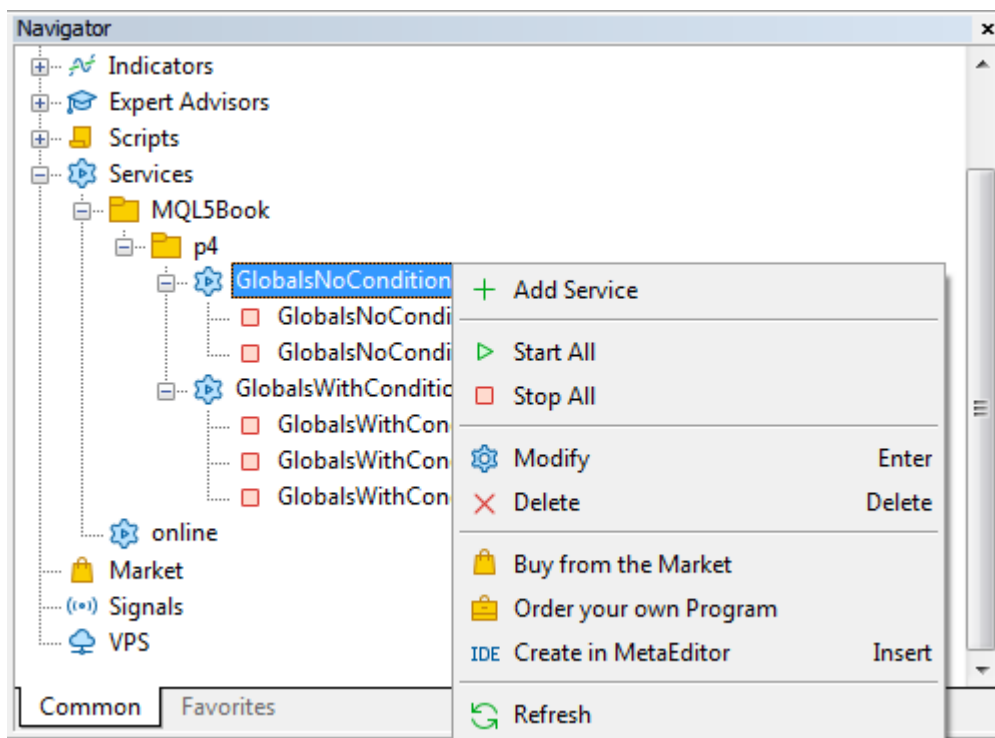 Navigator
Indicators
Expert Advisors
Scripts
Services
MQL5Book
p4
GlobalsNoCondition
GlobalsNoCondi
GlobalsNoCondi
GlobalsWithConditio
GlobalsWithCon
GlobalsWithCon
GlobalsWithCon
online
Market
Signals
VPS
Common Favorites
Add Service
Start All
Stop All
Modify Enter
Delete Delete
Buy from the Market
Order your own Program
IDE Create in MetaEditor Insert
Refresh